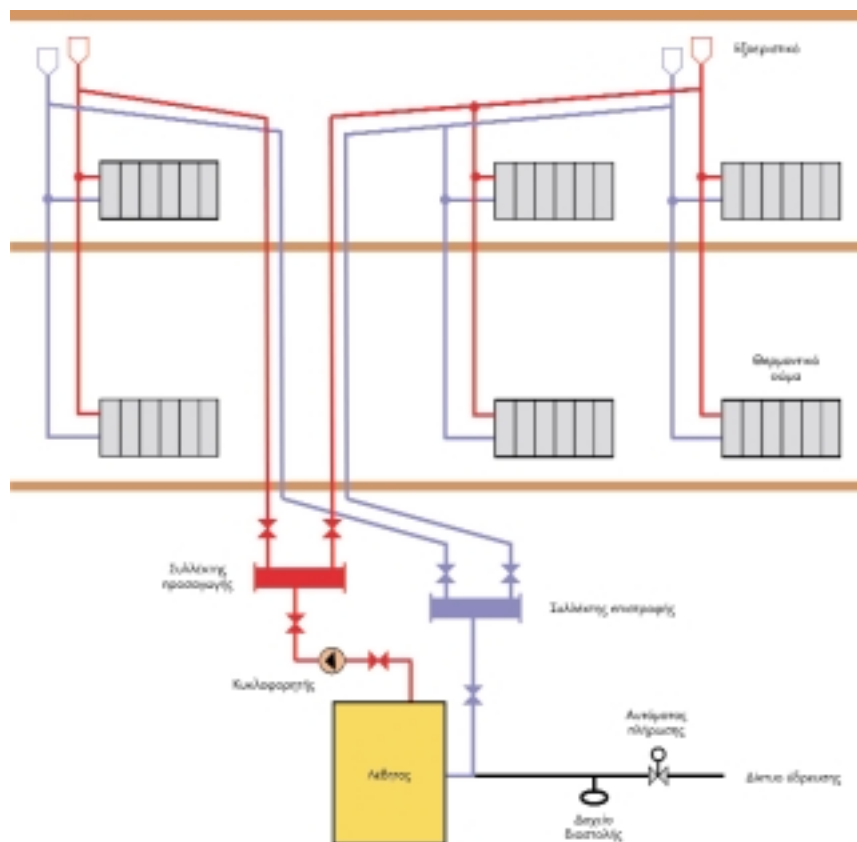 Εξαεριστικό
Θερμαντικό
σώμα
Συλλέκτης
προσαγωγής
Συλλέκτης επιστροφής
Κυκλοφορητής
Αυτόματος
πλήρωσης
Λέβητας
Δίκτυο ύδρευσης
Δοχείο
διαστολής